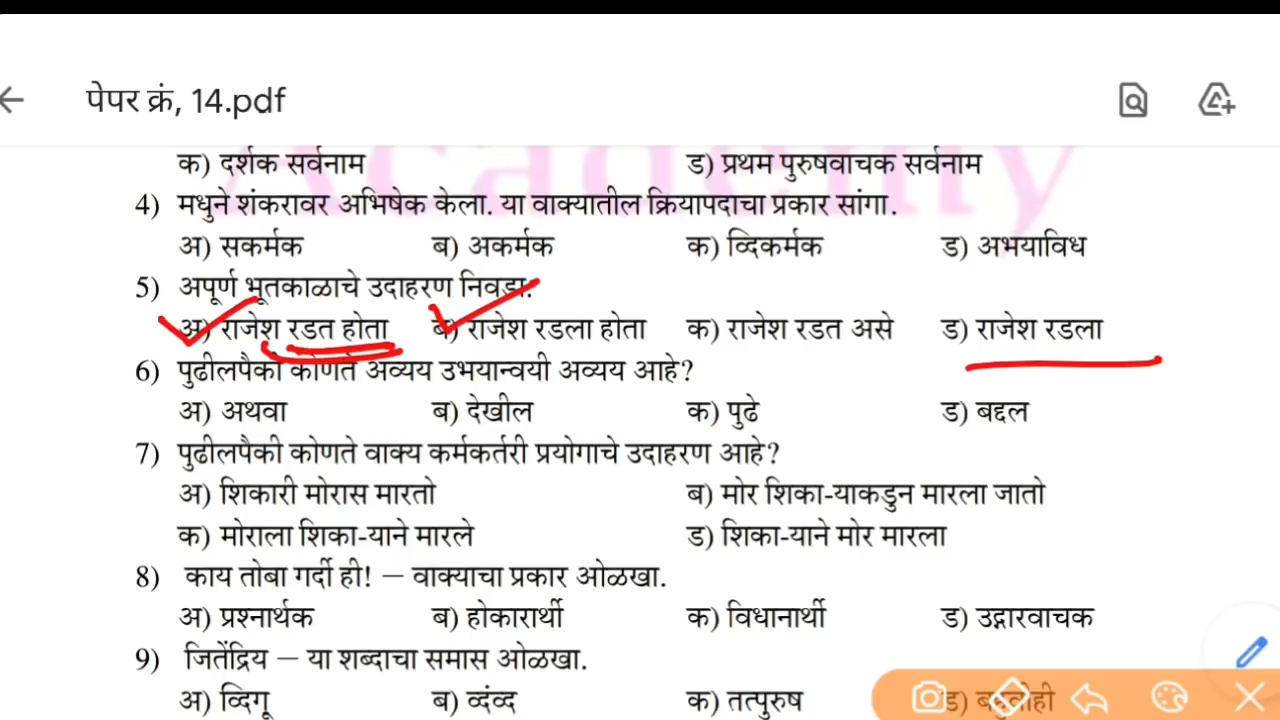 पेपर क्रं, 14.pdf
Academy
क) दर्शक सर्वनाम ड) प्रथम पुरुषवाचक सर्वनाम
4) मधुने शंकरावर अभिषेक केला. या वाक्यातील क्रियापदाचा प्रकार सांगा.
अ) सकर्मक ब) अकर्मक क) व्दिकर्मक ड) अभयाविध
5) अपूर्ण भूतकाळाचे उदाहरण निवडा.
अ) राजेश रडत होता ब) राजेश रडला होता क) राजेश रडत असे ड) राजेश रडला
6) पुढीलपैकी कोणते अव्यय उभयान्वयी अव्यय आहे?
अ) अथवा ब) देखील क) पुढे ड) बद्दल
7) पुढीलपैकी कोणते वाक्य कर्मकर्तरी प्रयोगाचे उदाहरण आहे?
अ) शिकारी मोरास मारतो ब) मोर शिका-याकडुन मारला जातो
क) मोराला शिका-याने मारले ड) शिका-याने मोर मारला
8) काय तोबा गर्दी ही! – वाक्याचा प्रकार ओळखा.
अ) प्रश्नार्थक ब) होकारार्थी क) विधानार्थी ड) उद्गारवाचक
9) जितेंद्रिय – या शब्दाचा समास ओळखा.
अ) व्दिगू ब) व्दंव्द क) तत्पुरुष ड) बहुव्रीही